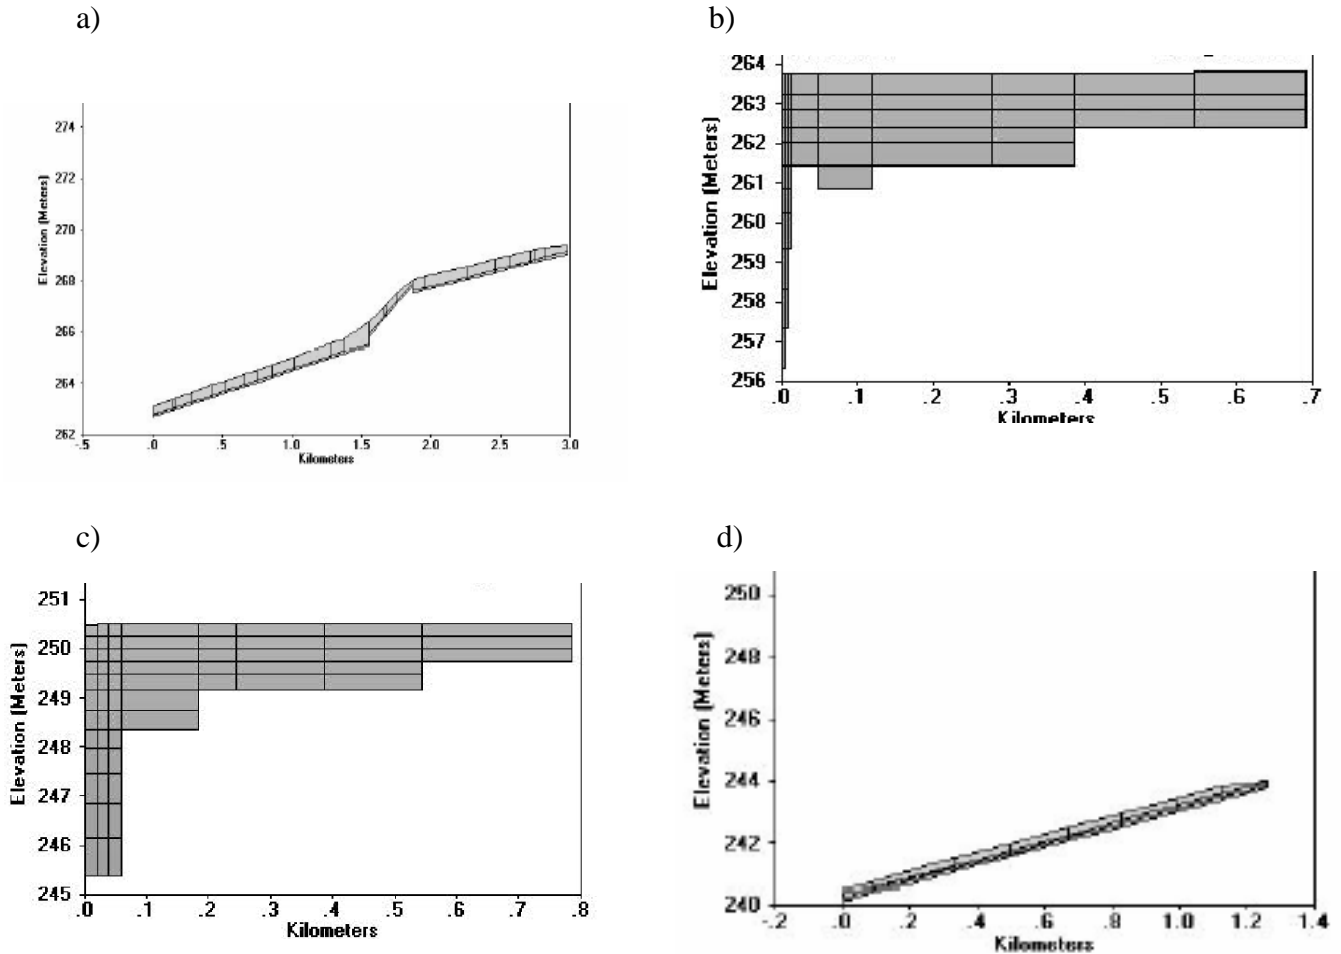 a)
274
272
270
268
266
264
262
Elevation (Meters)
-.5 .0 .5 1.0 1.5 2.0 2.5 3.0
Kilometers
b)
264
263
262
261
260
259
258
257
256
Elevation (Meters)
.0 .1 .2 .3 .4 .5 .6 .7
Kilometers
c)
251
250
249
248
247
246
245
Elevation (Meters)
.0 .1 .2 .3 .4 .5 .6 .7 .8
Kilometers
d)
250
248
246
244
242
240
Elevation (Meters)
-.2 .0 .2 .4 .6 .8 1.0 1.2 1.4
Kilometers